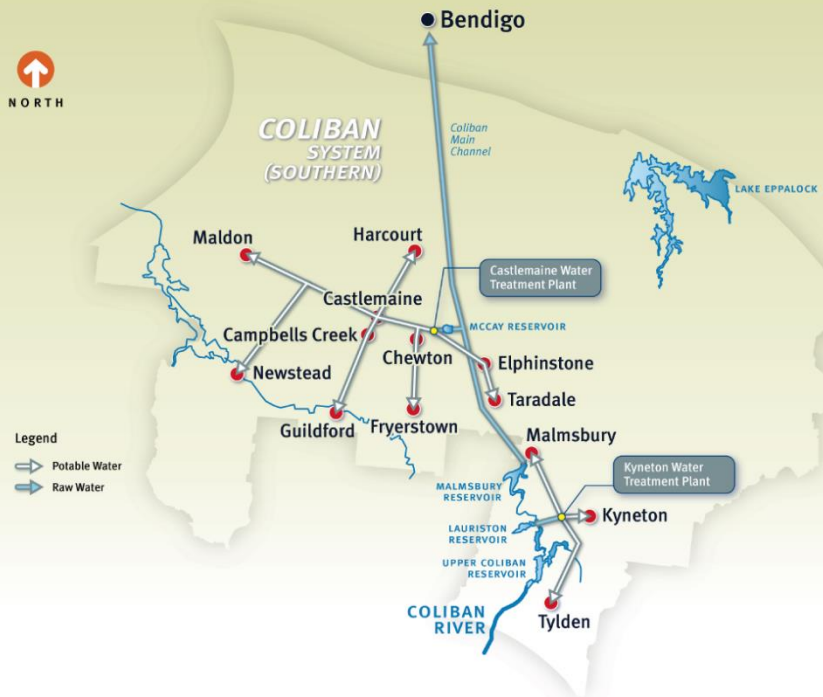 Bendigo
NORTH
COLIBAN
SYSTEM
(SOUTHERN)
Coliban
Main
Channel
LAKE EPPALOCK
Maldon
Harcourt
Castlemaine Water
Treatment Plant
Castlemaine
MCCAY RESERVOIR
Campbells Creek
Chewton
Elphinstone
Newstead
Taradale
Guildford
Fryerstown
Malmsbury
Legend
Potable Water
Raw Water
Kyneton Water
Treatment Plant
MALMSBURY
RESERVOIR
LAURISTON
RESERVOIR
Kyneton
UPPER COLIBAN
RESERVOIR
COLIBAN
RIVER
Tylden